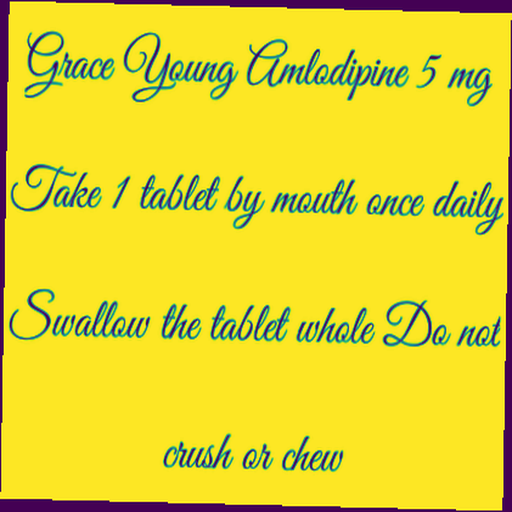 Grace Young Amlodipine 5 mg
Take 1 tablet by mouth once daily
Swallow the tablet whole Do not
crush or chew